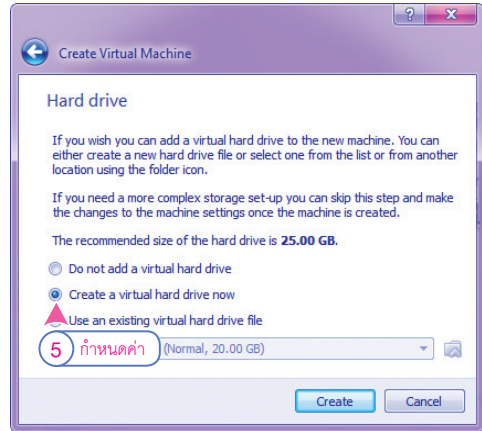 Create Virtual Machine
Hard drive
If you wish you can add a virtual hard drive to the new machine. You can
either create a new hard drive file or select one from the list or from another
location using the folder icon.
If you need a more complex storage set-up you can skip this step and make
the changes to the machine settings once the machine is created.
The recommended size of the hard drive is 25.00 GB.
Do not add a virtual hard drive
Create a virtual hard drive now
Use an existing virtual hard drive file
5 กำหนดค่า (Normal, 20.00 GB)
Create Cancel